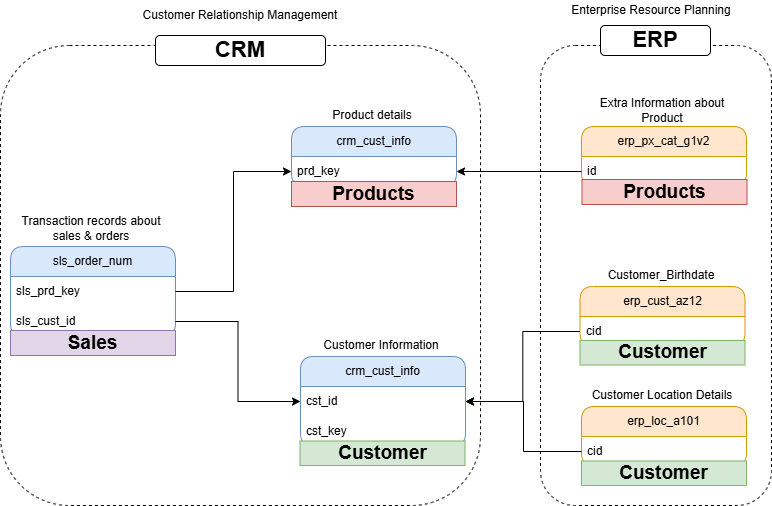 Customer Relationship Management
CRM
Enterprise Resource Planning
ERP
Product details
crm_cust_info
prd_key
Products
Extra Information about
Product
erp_px_cat_g1v2
id
Products
Transaction records about
sales & orders
sls_order_num
sls_prd_key
sls_cust_id
Sales
Customer Information
crm_cust_info
cst_id
cst_key
Customer
Customer_Birthdate
erp_cust_az12
cid
Customer
Customer Location Details
erp_loc_a101
cid
Customer